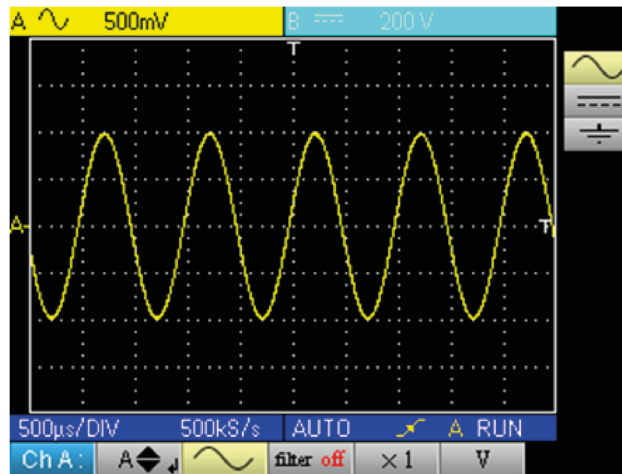 A 500mV B 200 V
T
A T
500µs/DIV 500kS/s AUTO A RUN
Ch A: A filter off ×1 V